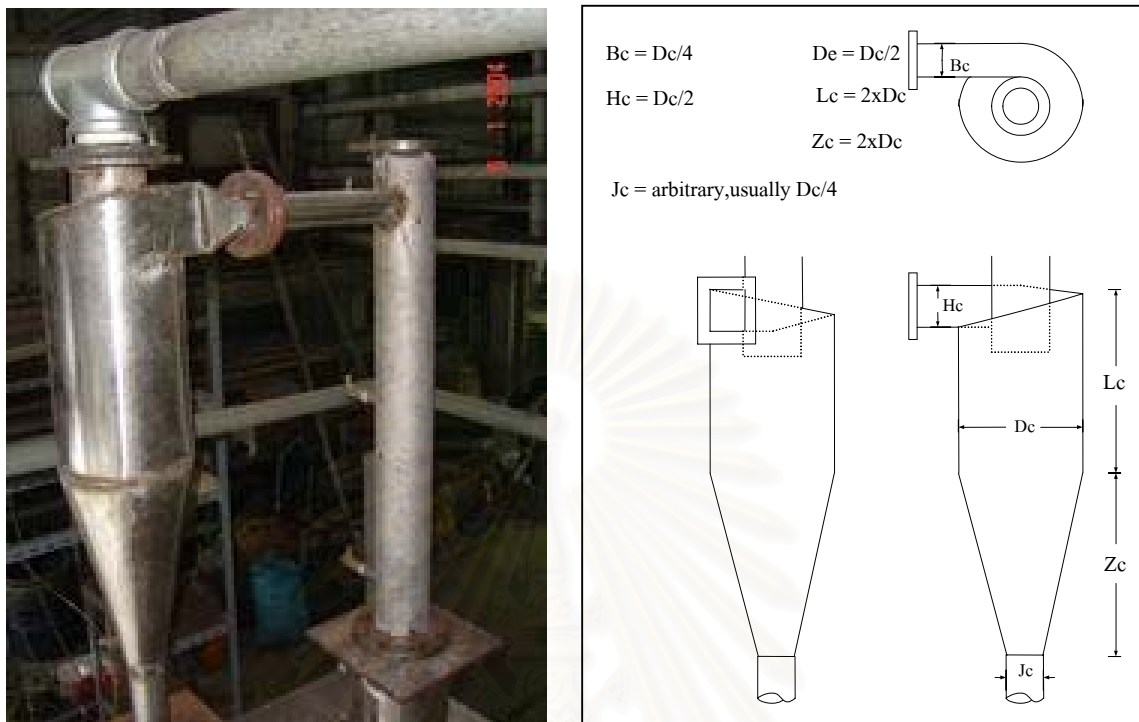 Bc = Dc/4
De = Dc/2
Bc
Hc = Dc/2
Lc = 2xDc
Zc = 2xDc
Jc = arbitrary,usually Dc/4
Hc
Lc
Dc
Zc
Jc